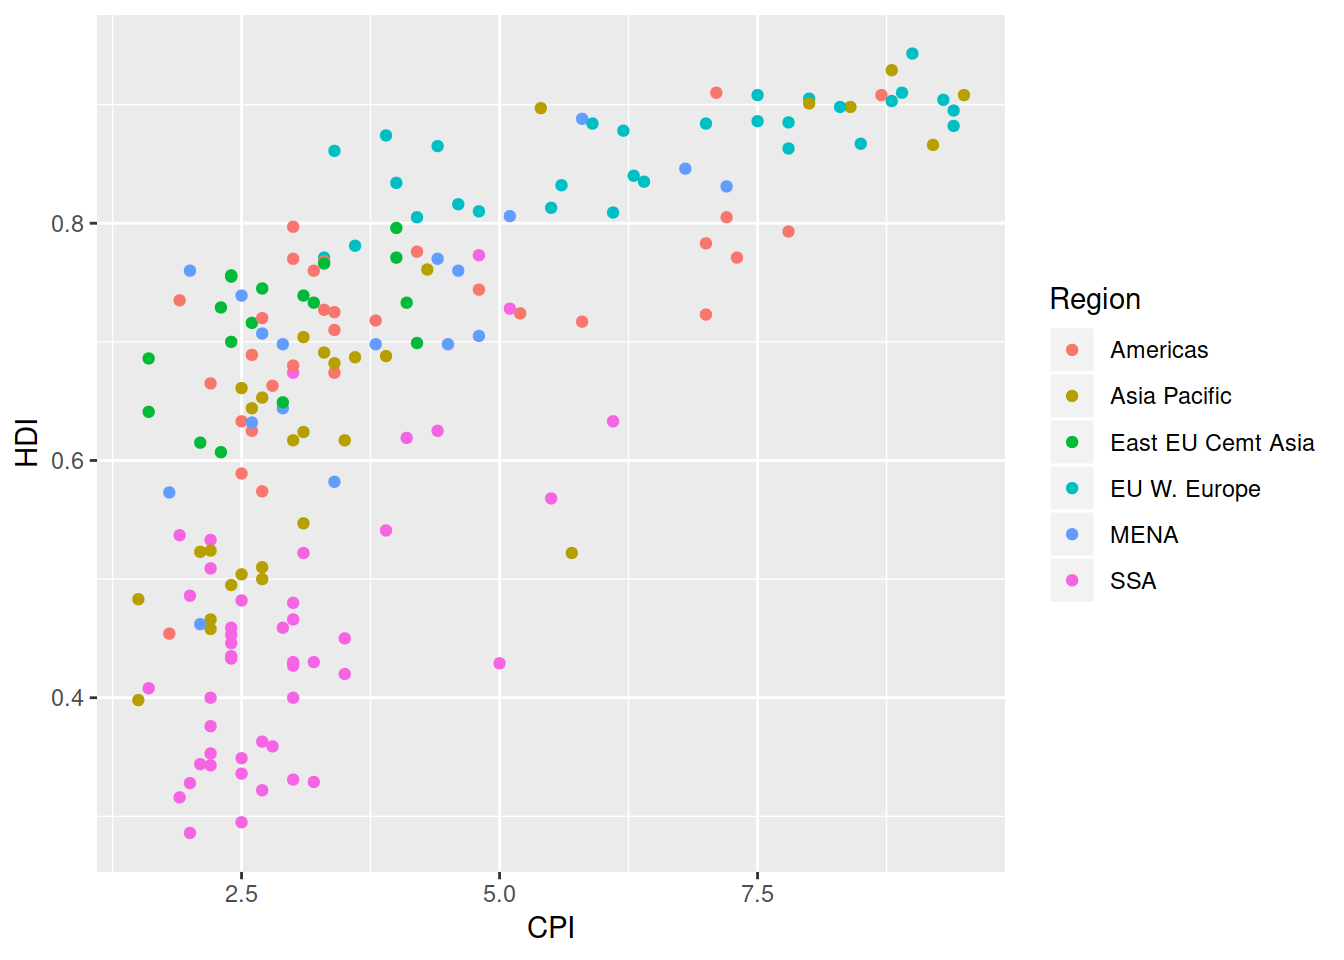 HDI
0.8
0.6
0.4
2.5 5.0 7.5
CPI
Region
Americas
Asia Pacific
East EU Cemt Asia
EU W. Europe
MENA
SSA